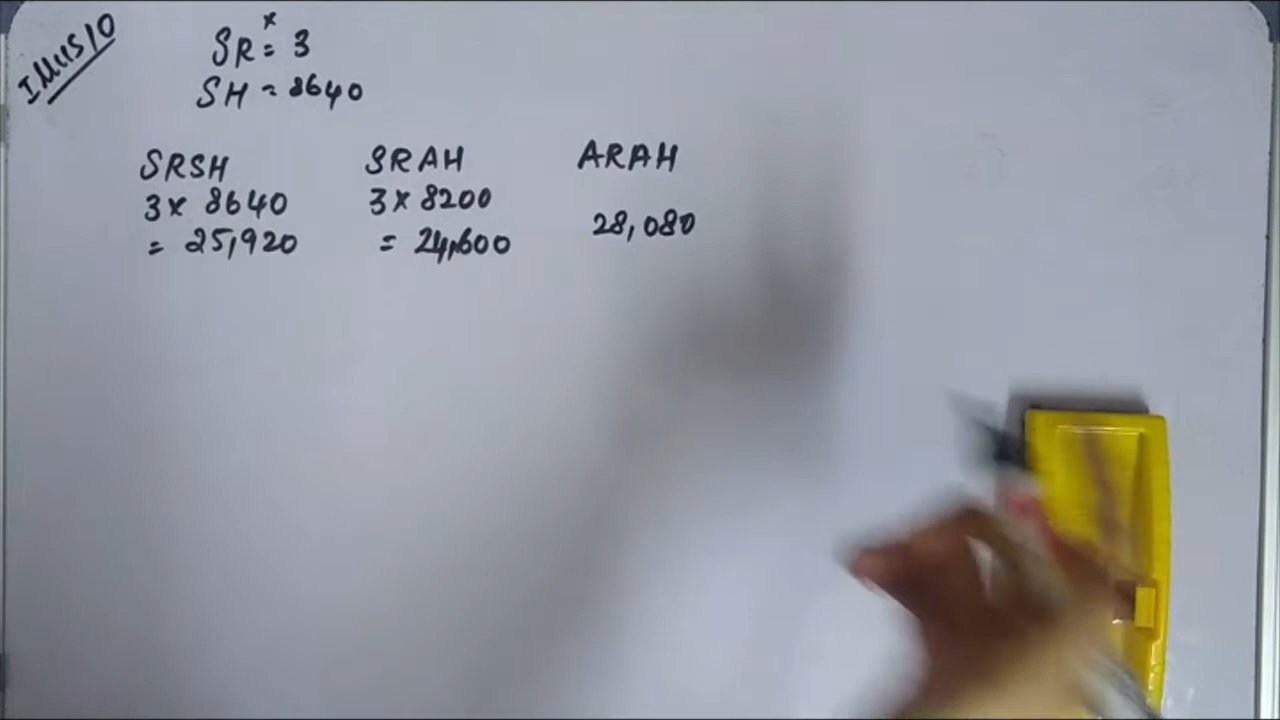 Illus 10
SR = ₹ 3
SH = 8640
SRSH
3 × 8640
= 25,920
SRAH
3 × 8200
= 24,600
ARAH
28,080